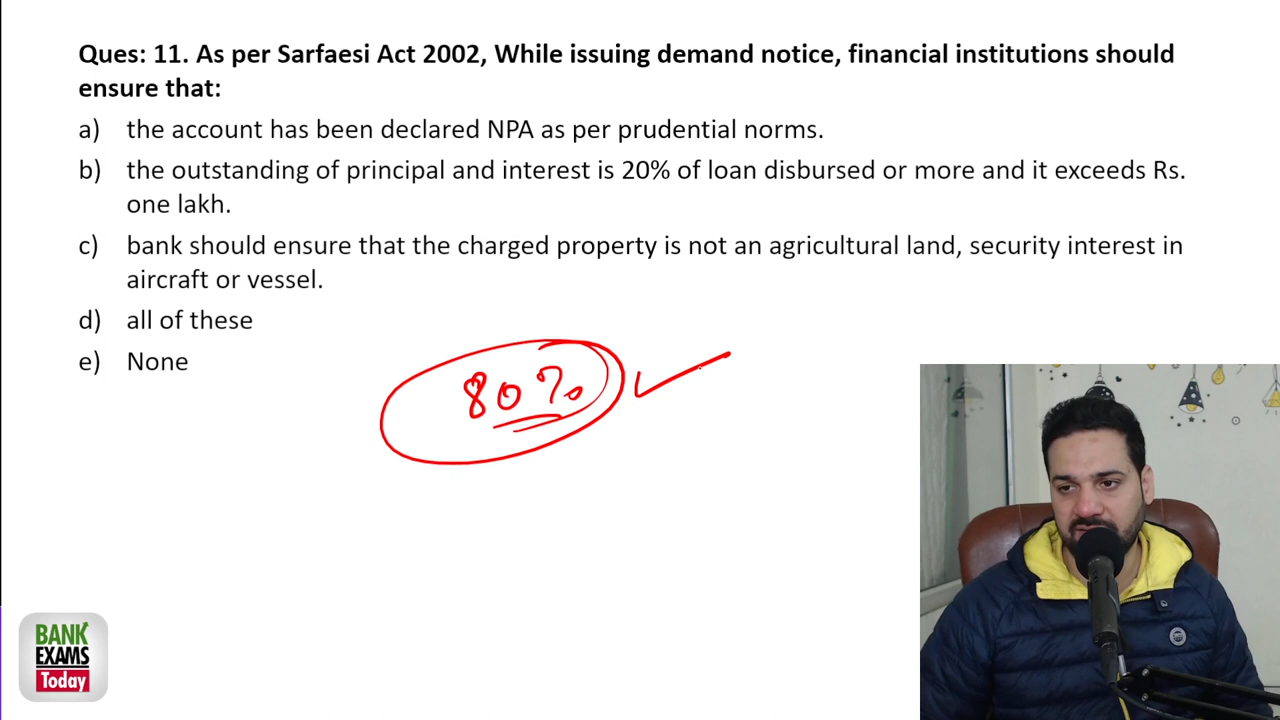 Ques: 11. As per Sarfaesi Act 2002, While issuing demand notice, financial institutions should
ensure that:
a) the account has been declared NPA as per prudential norms.
b) the outstanding of principal and interest is 20% of loan disbursed or more and it exceeds Rs.
one lakh.
c) bank should ensure that the charged property is not an agricultural land, security interest in
aircraft or vessel.
d) all of these
e) None
80%
BANK
EXAMS
Today